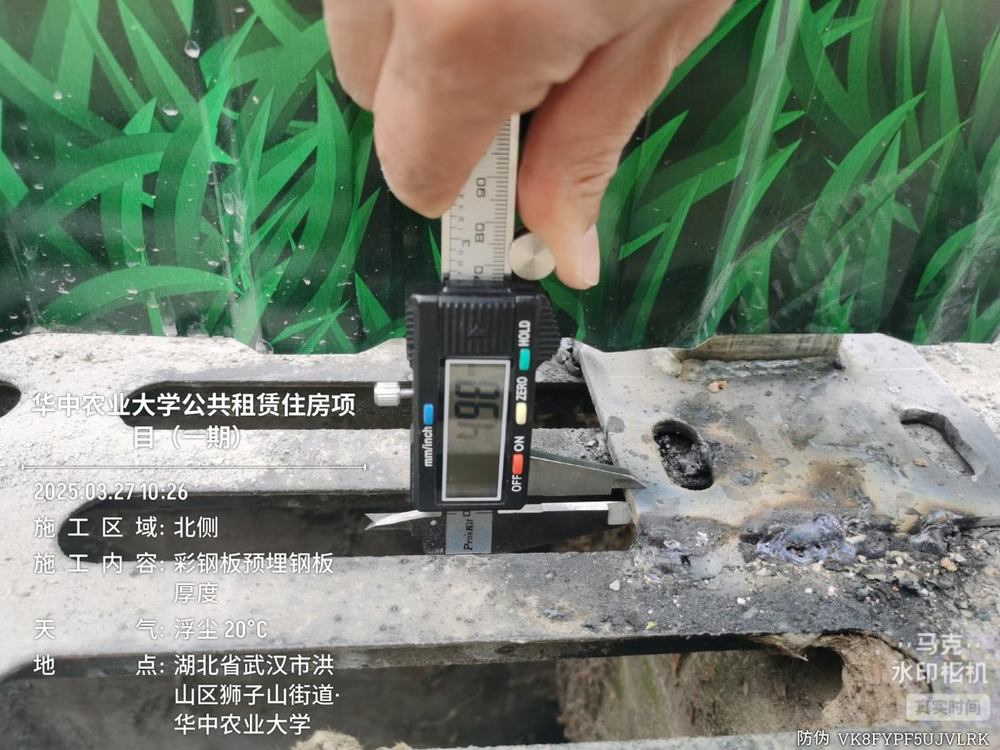 90
80
3
70
HOLD
ZERO
mm/inch
OFF
ON
Pro'sKit
华中农业大学公共租赁住房项
目（一期）
2025.03.27 10:26
施工区域: 北侧
施工内容: 彩钢板预埋钢板
厚度
天气: 浮尘 20°C
地点: 湖北省武汉市洪
山区狮子山街道·
华中农业大学
马克
水印相机
真实时间
防伪 VK8FYPF5UJVLRK